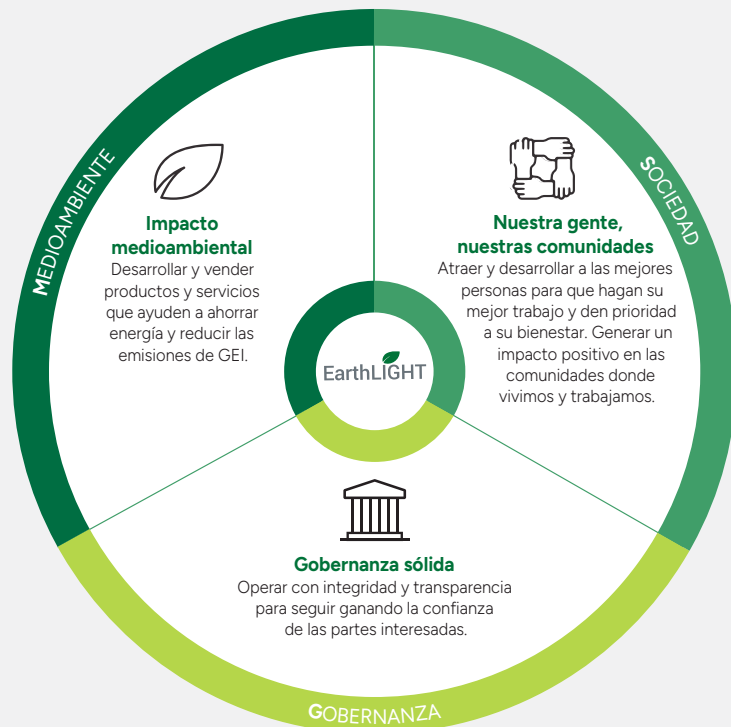 MEDIOAMBIENTE
Impacto
medioambiental
Desarrollar y vender
productos y servicios
que ayuden a ahorrar
energía y reducir las
emisiones de GEI.
SOCIEDAD
Nuestra gente,
nuestras comunidades
Atraer y desarrollar a las mejores
personas para que hagan su
mejor trabajo y den prioridad
a su bienestar. Generar un
impacto positivo en las
comunidades donde
vivimos y trabajamos.
EarthLIGHT
Gobernanza sólida
Operar con integridad y transparencia
para seguir ganando la confianza
de las partes interesadas.
GOBERNANZA